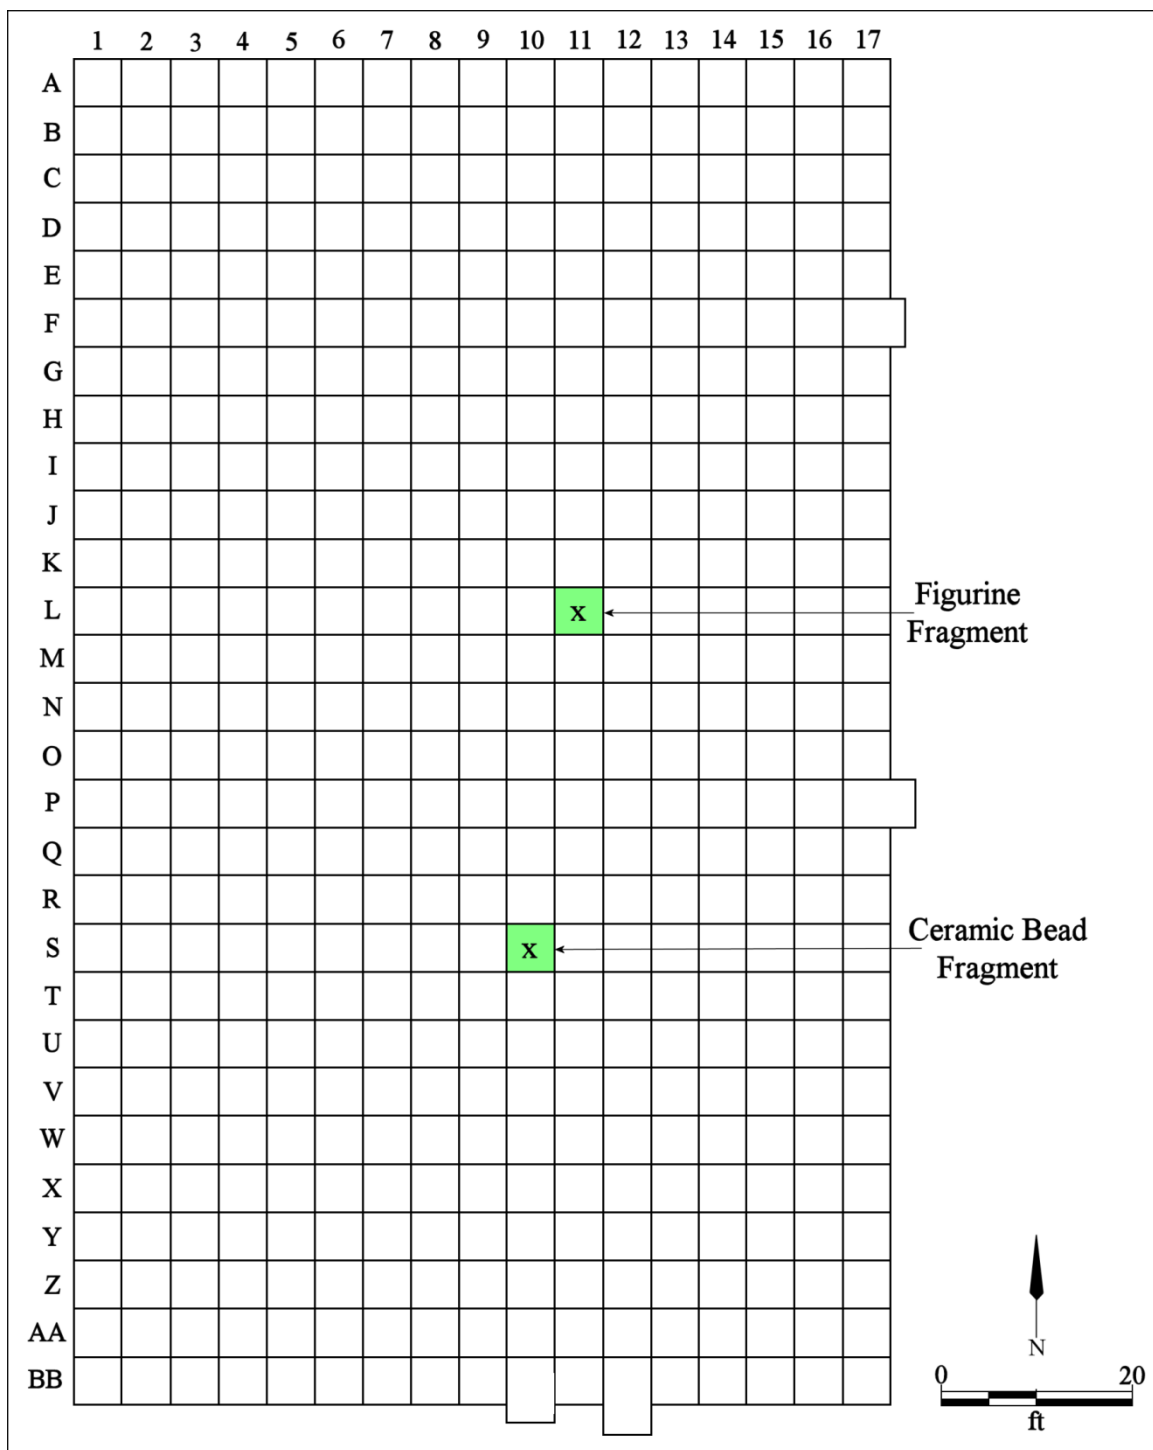 1 2 3 4 5 6 7 8 9 10 11 12 13 14 15 16 17
A
B
C
D
E
F
G
H
I
J
K
L
x
Figurine
Fragment
M
N
O
P
Q
R
S
x
Ceramic Bead
Fragment
T
U
V
W
X
Y
Z
AA
BB
N
0 20
ft